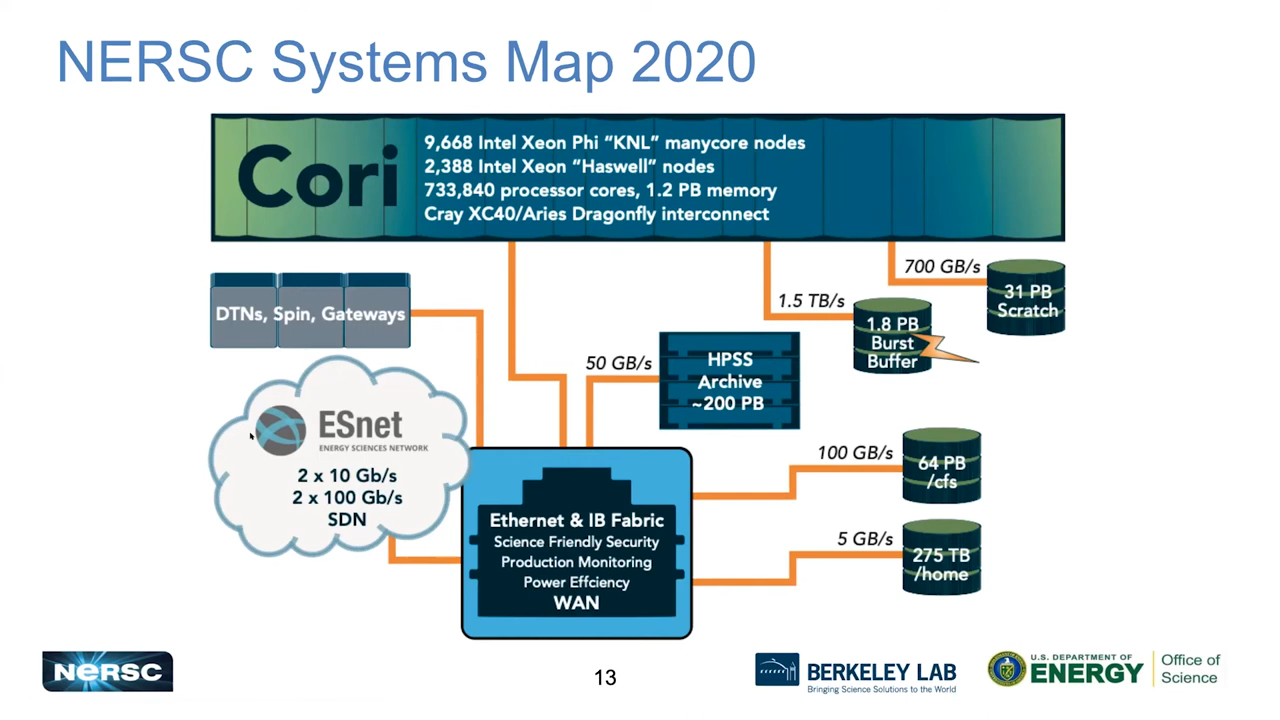 NERSC Systems Map 2020
Cori
9,668 Intel Xeon Phi “KNL” manycore nodes
2,388 Intel Xeon “Haswell” nodes
733,840 processor cores, 1.2 PB memory
Cray XC40/Aries Dragonfly interconnect
700 GB/s
31 PB
Scratch
1.5 TB/s
1.8 PB
Burst
Buffer
DTNs, Spin, Gateways
50 GB/s
HPSS
Archive
~200 PB
ESnet
ENERGY SCIENCES NETWORK
2 x 10 Gb/s
2 x 100 Gb/s
SDN
100 GB/s
64 PB
/cfs
Ethernet & IB Fabric
Science Friendly Security
Production Monitoring
Power Effciency
WAN
5 GB/s
275 TB
/home
NERSC
13
BERKELEY LAB
Bringing Science Solutions to the World
U.S. DEPARTMENT OF
ENERGY
Office of
Science